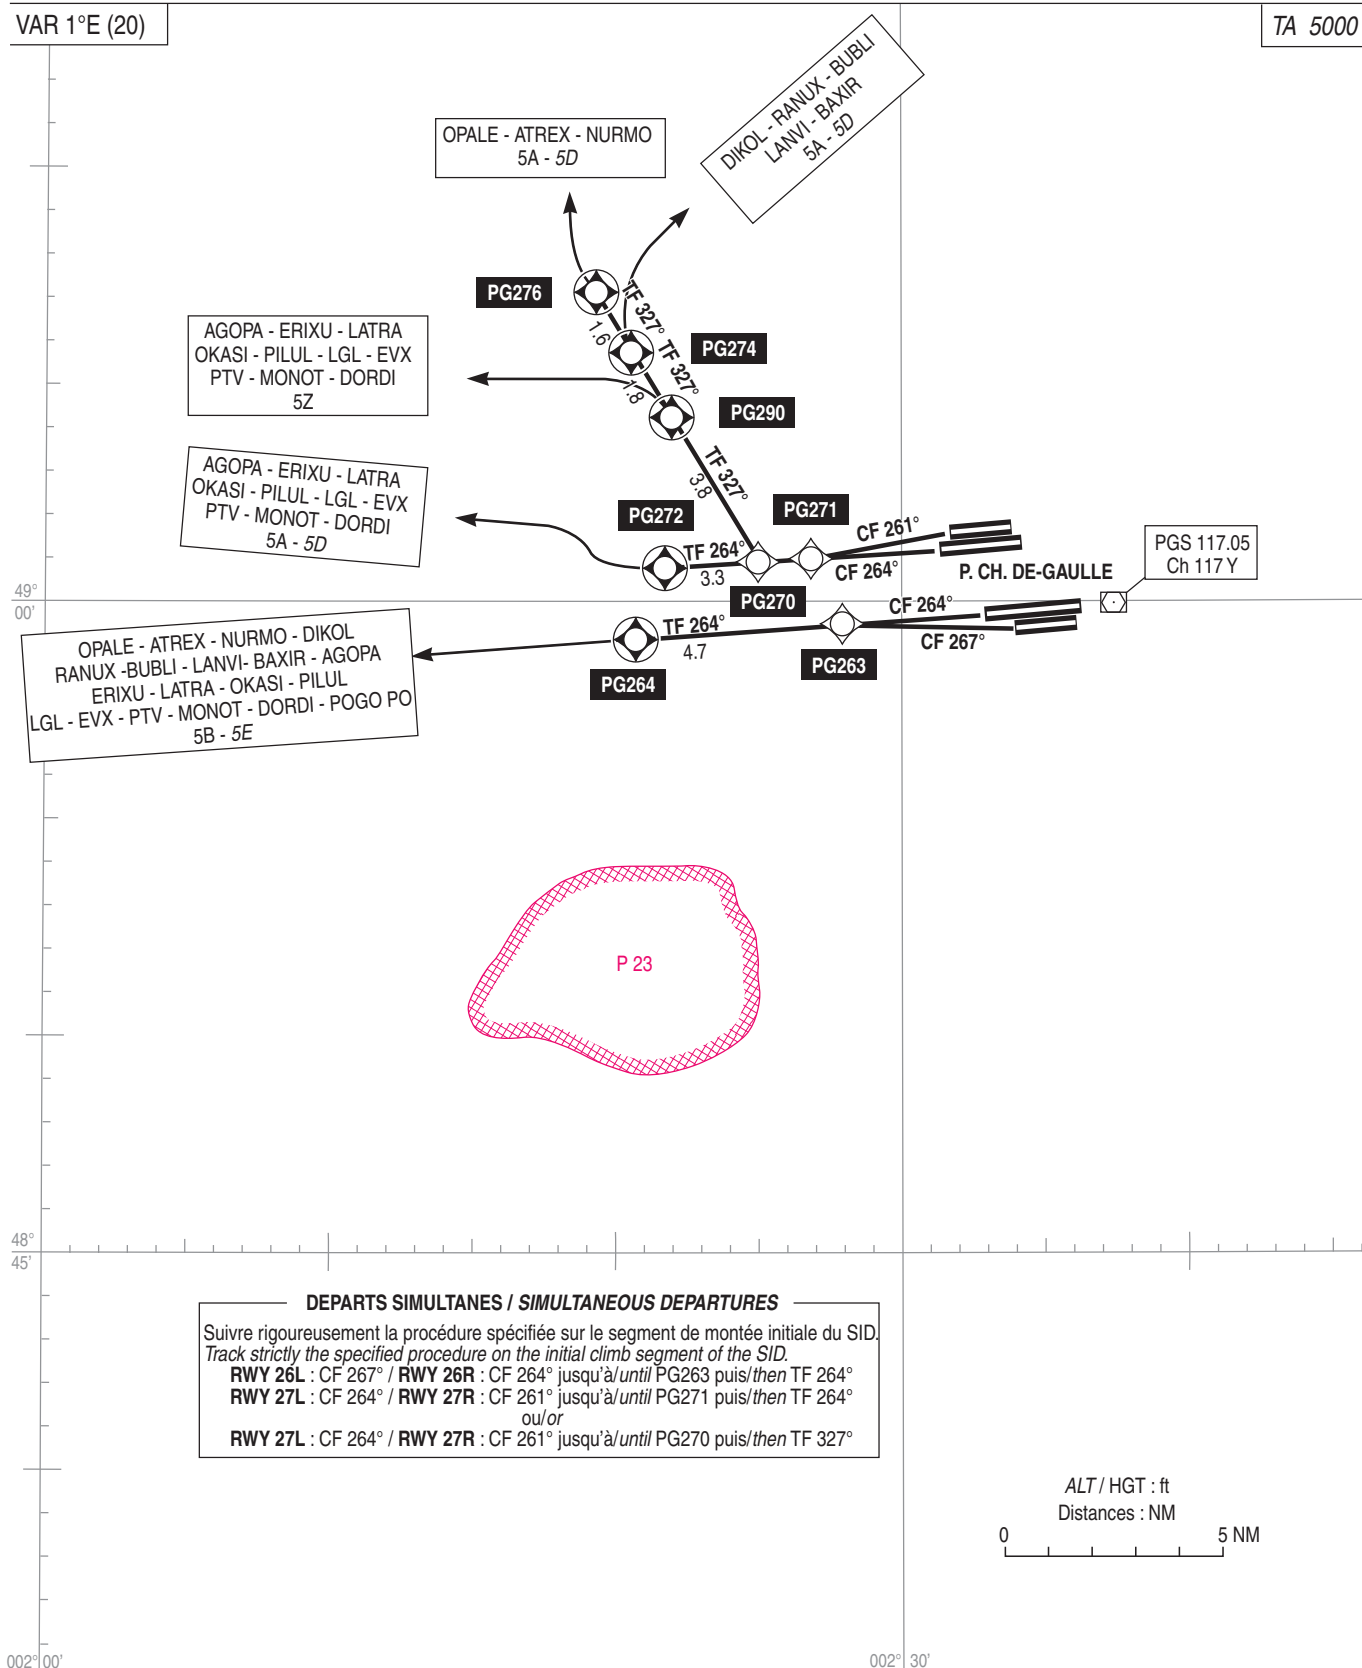 VAR 1°E (20)
TA 5000
DIKOL - RANUX - BUBLI
LANVI - BAXIR
5A - 5D
OPALE - ATREX - NURMO
5A - 5D
PG276
TF 327°
1.6
PG274
TF 327°
1.8
AGOPA - ERIXU - LATRA
OKASI - PILUL - LGL - EVX
PTV - MONOT - DORDI
5Z
PG290
TF 327°
3.8
AGOPA - ERIXU - LATRA
OKASI - PILUL - LGL - EVX
PTV - MONOT - DORDI
5A - 5D
PG272
PG271
CF 261°
TF 264°
3.3
CF 264°
P. CH. DE-GAULLE
PGS 117.05
Ch 117 Y
49°
00'
PG270
CF 264°
TF 264°
4.7
CF 267°
PG263
PG264
OPALE - ATREX - NURMO - DIKOL
RANUX -BUBLI - LANVI- BAXIR - AGOPA
ERIXU - LATRA - OKASI - PILUL
LGL - EVX - PTV - MONOT - DORDI - POGO PO
5B - 5E
P 23
48°
45'
DEPARTS SIMULTANES / SIMULTANEOUS DEPARTURES
Suivre rigoureusement la procédure spécifiée sur le segment de montée initiale du SID.
Track strictly the specified procedure on the initial climb segment of the SID.
RWY 26L : CF 267° / RWY 26R : CF 264° jusqu'à/until PG263 puis/then TF 264°
RWY 27L : CF 264° / RWY 27R : CF 261° jusqu'à/until PG271 puis/then TF 264°
ou/or
RWY 27L : CF 264° / RWY 27R : CF 261° jusqu'à/until PG270 puis/then TF 327°
ALT / HGT : ft
Distances : NM
0 5 NM
002° 00'
002° 30'